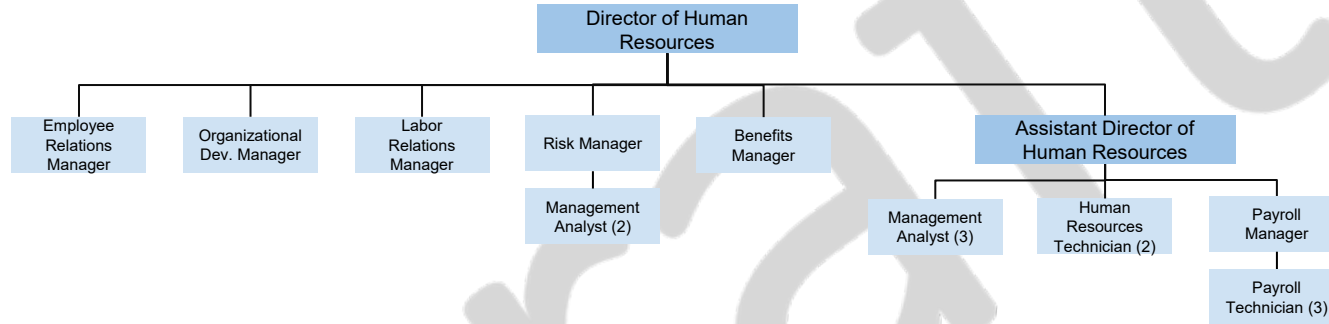 Director of Human
Resources
Employee
Relations
Manager
Organizational
Dev. Manager
Labor
Relations
Manager
Risk Manager
Benefits
Manager
Assistant Director of
Human Resources
Management
Analyst (2)
Management
Analyst (3)
Human
Resources
Technician (2)
Payroll
Manager
Payroll
Technician (3)